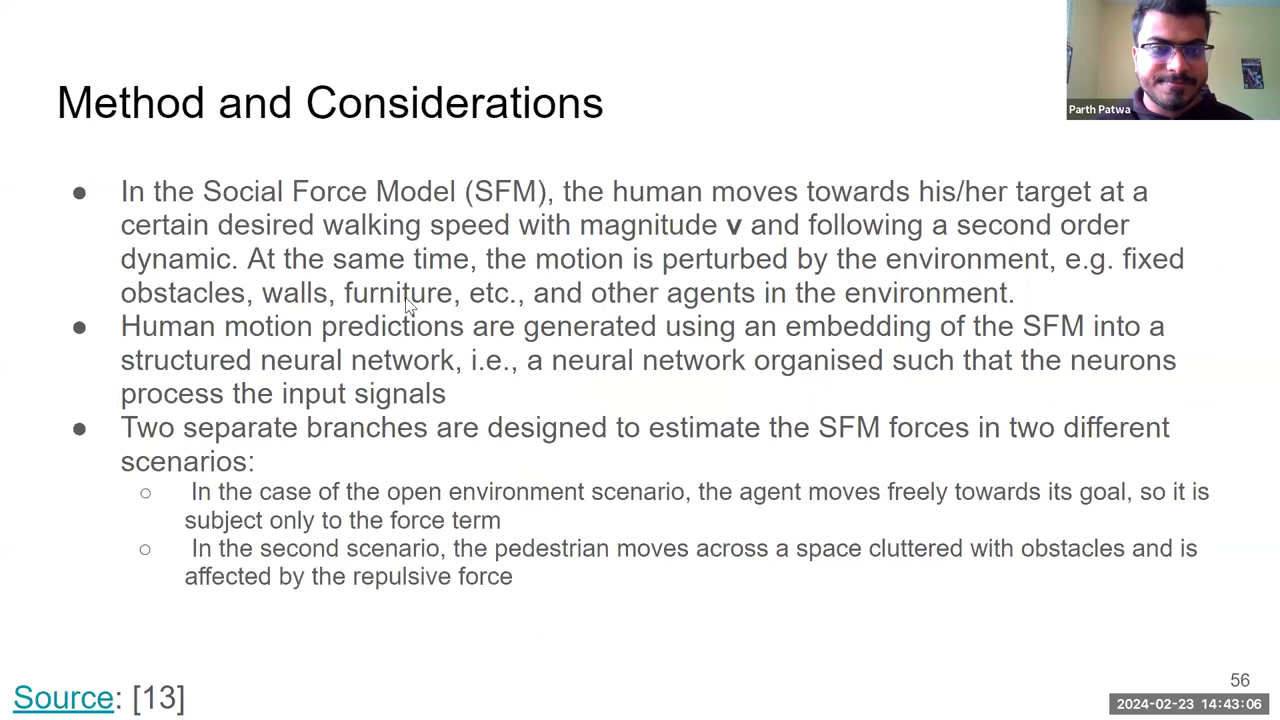 Parth Patwa
Method and Considerations
● In the Social Force Model (SFM), the human moves towards his/her target at a
certain desired walking speed with magnitude v and following a second order
dynamic. At the same time, the motion is perturbed by the environment, e.g. fixed
obstacles, walls, furniture, etc., and other agents in the environment.
● Human motion predictions are generated using an embedding of the SFM into a
structured neural network, i.e., a neural network organised such that the neurons
process the input signals
● Two separate branches are designed to estimate the SFM forces in two different
scenarios:
○ In the case of the open environment scenario, the agent moves freely towards its goal, so it is
subject only to the force term
○ In the second scenario, the pedestrian moves across a space cluttered with obstacles and is
affected by the repulsive force
Source: [13]
56
2024-02-23 14:43:06